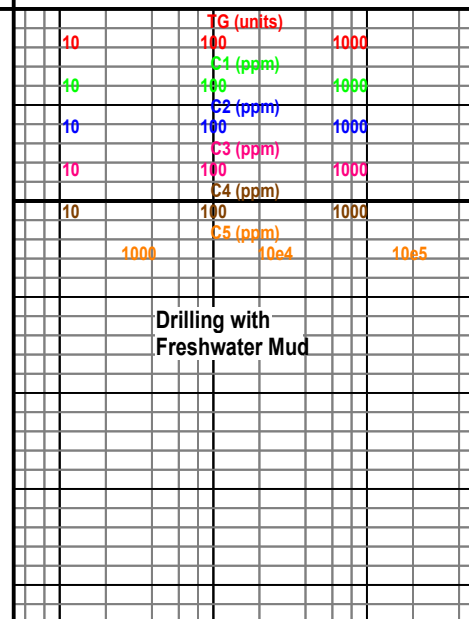 TG (units)
10 100 1000
C1 (ppm)
10 100 1000
C2 (ppm)
10 100 1000
C3 (ppm)
10 100 1000
C4 (ppm)
10 100 1000
C5 (ppm)
1000 10e4 10e5
Drilling with
Freshwater Mud